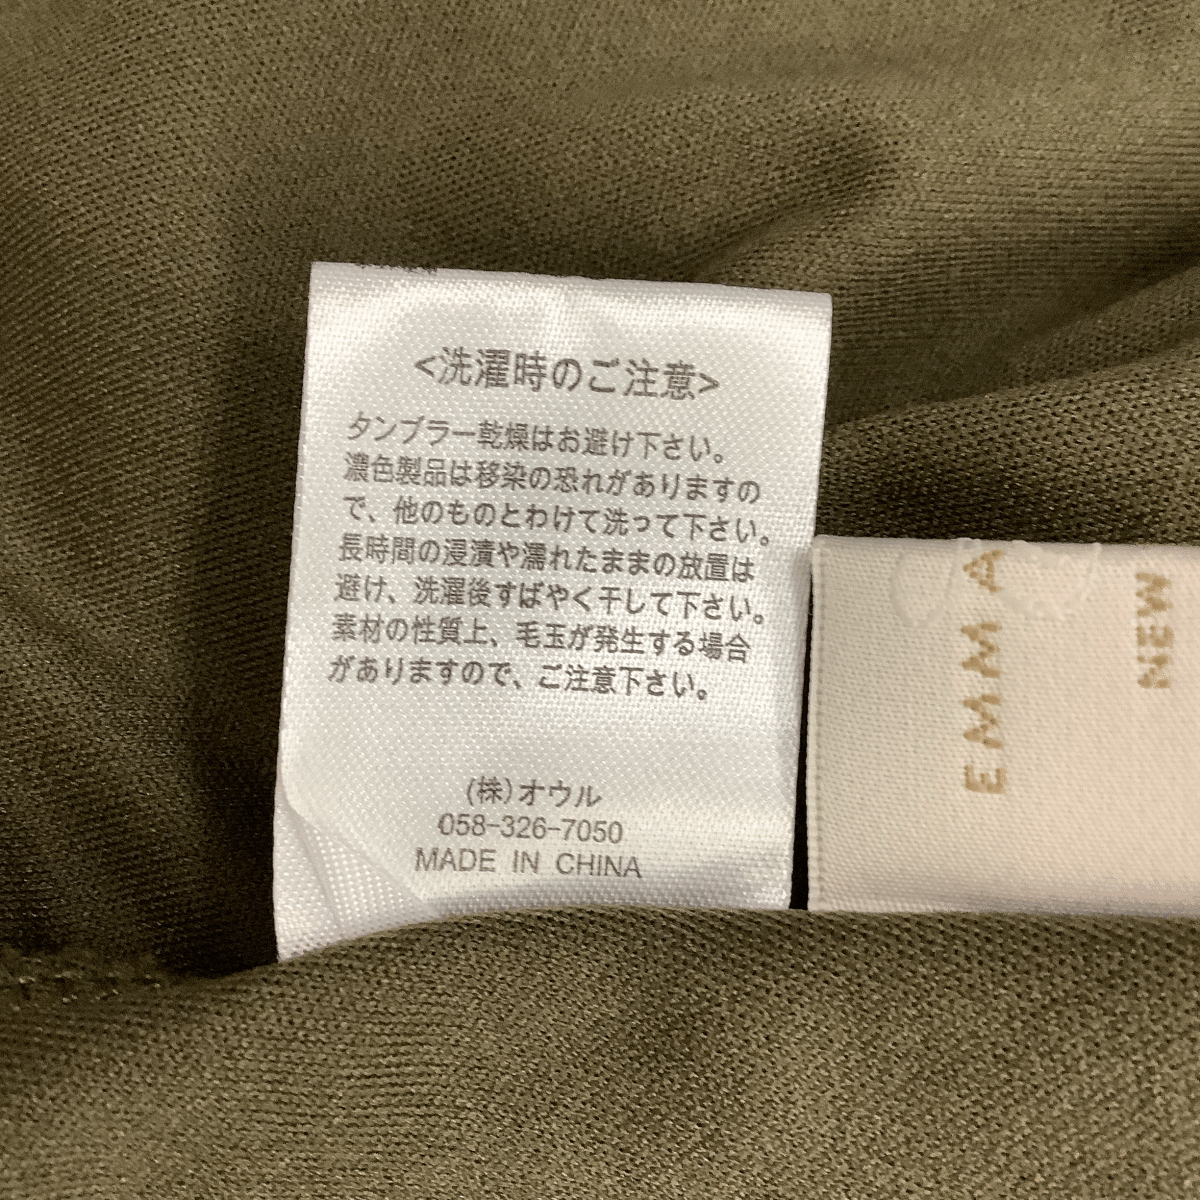 <洗濯時のご注意>
タンブラー乾燥はお避け下さい。
濃色製品は移染の恐れがありますの
で、他のものとわけて洗って下さい。
長時間の浸漬や濡れたままの放置は
避け、洗濯後すばやく干して下さい。
素材の性質上、毛玉が発生する場合
がありますので、ご注意下さい。
(株)オウル
058-326-7050
MADE IN CHINA
EMMA
NEW